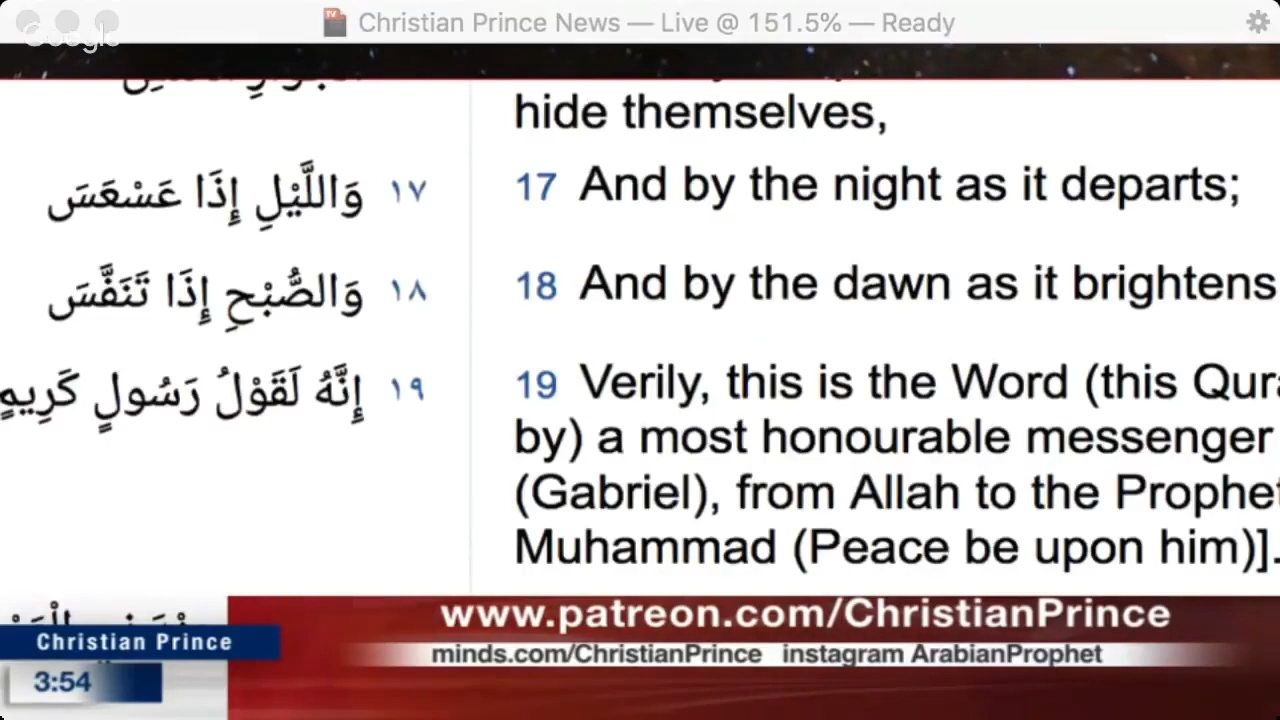 Christian Prince News — Live @ 151.5% — Ready
Google
hide themselves,
وَاللَّيْلِ إِذَا عَسْعَسَ ١٧
17 And by the night as it departs;
وَالصُّبْحِ إِذَا تَنَفَّسَ ١٨
18 And by the dawn as it brightens
إِنَّهُ لَقَوْلُ رَسُولٍ كَرِيمٍ ١٩
19 Verily, this is the Word (this Qura
by) a most honourable messenger
(Gabriel), from Allah to the Prophet
Muhammad (Peace be upon him)].
www.patreon.com/ChristianPrince
Christian Prince
minds.com/ChristianPrince instagram ArabianProphet
3:54